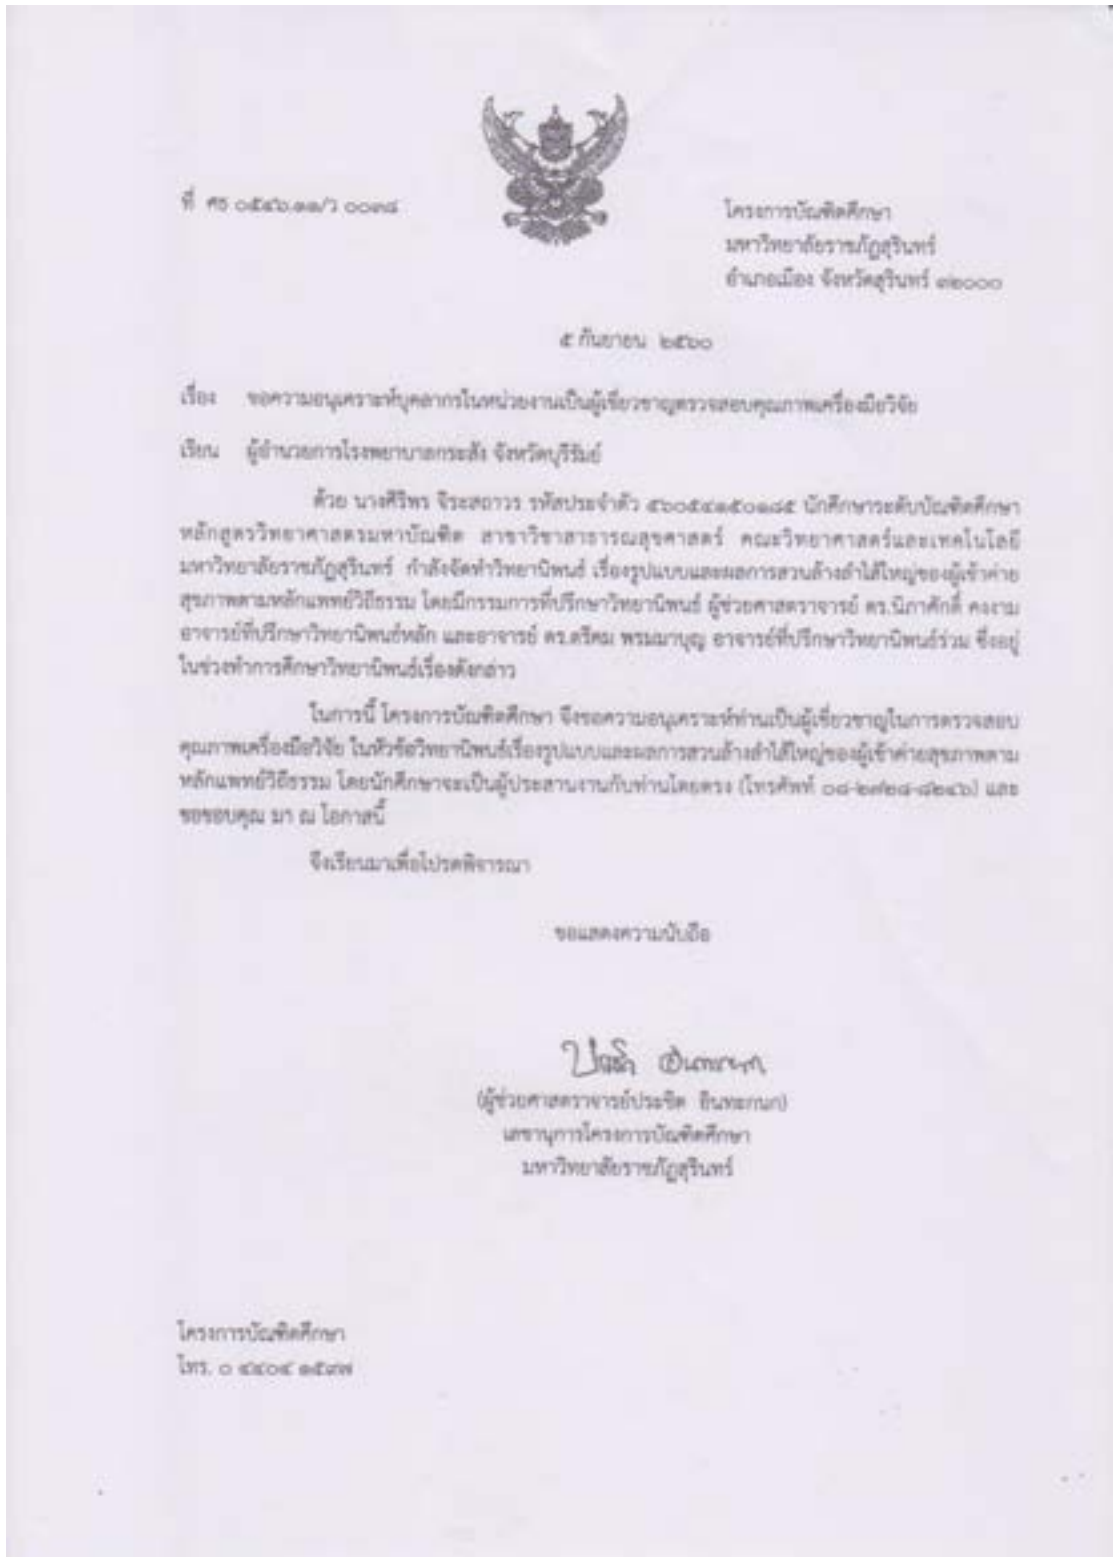 ที่ ศธ ๐๕๔๖.๑๑/ว ๐๐๓๘
โครงการบัณฑิตศึกษา
มหาวิทยาลัยราชภัฏสุรินทร์
อำเภอเมือง จังหวัดสุรินทร์ ๓๒๐๐๐
๕ กันยายน ๒๕๖๐
เรื่อง ขอความอนุเคราะห์บุคลากรในหน่วยงานเป็นผู้เชี่ยวชาญตรวจสอบคุณภาพเครื่องมือวิจัย
เรียน ผู้อำนวยการโรงพยาบาลกระสัง จังหวัดบุรีรัมย์
ด้วย นางศิริพร จิระสถาวร รหัสประจำตัว ๕๖๐๕๔๑๕๐๑๘๕ นักศึกษาระดับบัณฑิตศึกษา
หลักสูตรวิทยาศาสตรมหาบัณฑิต สาขาวิชาสาธารณสุขศาสตร์ คณะวิทยาศาสตร์และเทคโนโลยี
มหาวิทยาลัยราชภัฏสุรินทร์ กำลังจัดทำวิทยานิพนธ์ เรื่องรูปแบบและผลการสวนล้างลำไส้ใหญ่ของผู้เข้าค่าย
สุขภาพตามหลักแพทย์วิถีธรรม โดยมีกรรมการที่ปรึกษาวิทยานิพนธ์ ผู้ช่วยศาสตราจารย์ ดร.นิภาศักดิ์ คงงาม
อาจารย์ที่ปรึกษาวิทยานิพนธ์หลัก และอาจารย์ ดร.ตรีคม พรมมาบุญ อาจารย์ที่ปรึกษาวิทยานิพนธ์ร่วม ซึ่งอยู่
ในช่วงทำการศึกษาวิทยานิพนธ์เรื่องดังกล่าว
ในการนี้ โครงการบัณฑิตศึกษา จึงขอความอนุเคราะห์ท่านเป็นผู้เชี่ยวชาญในการตรวจสอบ
คุณภาพเครื่องมือวิจัย ในหัวข้อวิทยานิพนธ์เรื่องรูปแบบและผลการสวนล้างลำไส้ใหญ่ของผู้เข้าค่ายสุขภาพตาม
หลักแพทย์วิถีธรรม โดยนักศึกษาจะเป็นผู้ประสานงานกับท่านโดยตรง (โทรศัพท์ ๐๘-๒๗๒๘-๘๒๔๖) และ
ขอขอบคุณ มา ณ โอกาสนี้
จึงเรียนมาเพื่อโปรดพิจารณา
ขอแสดงความนับถือ
(ผู้ช่วยศาสตราจารย์ประชิต อินทะกนก)
เลขานุการโครงการบัณฑิตศึกษา
มหาวิทยาลัยราชภัฏสุรินทร์
โครงการบัณฑิตศึกษา
โทร. ๐ ๔๔๐๔ ๑๕๓๗